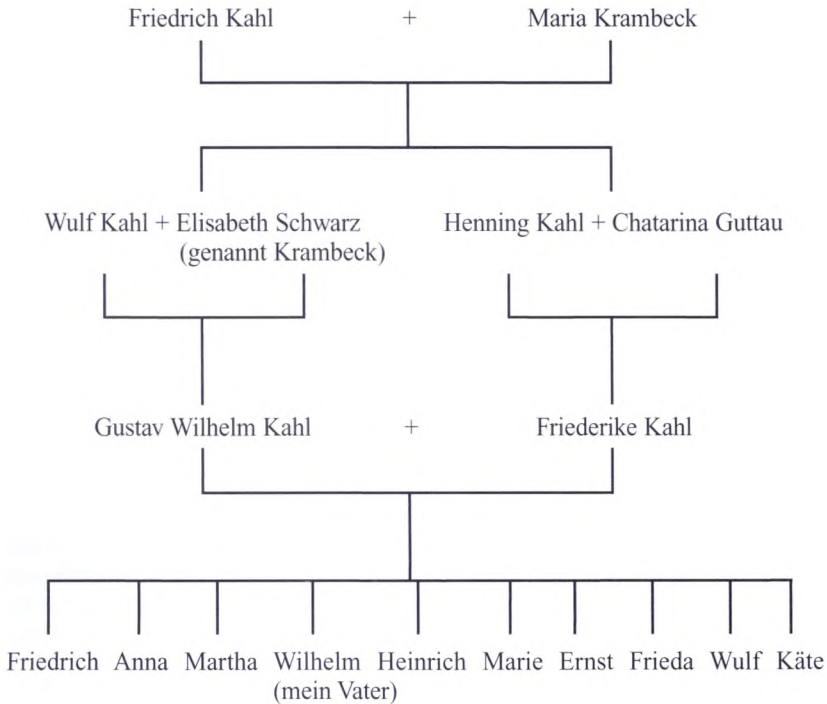 Friedrich Kahl + Maria Krambeck
Wulf Kahl + Elisabeth Schwarz Henning Kahl + Chatarina Guttau
(genannt Krambeck)
Gustav Wilhelm Kahl + Friederike Kahl
Friedrich Anna Martha Wilhelm Heinrich Marie Ernst Frieda Wulf Käte
(mein Vater)